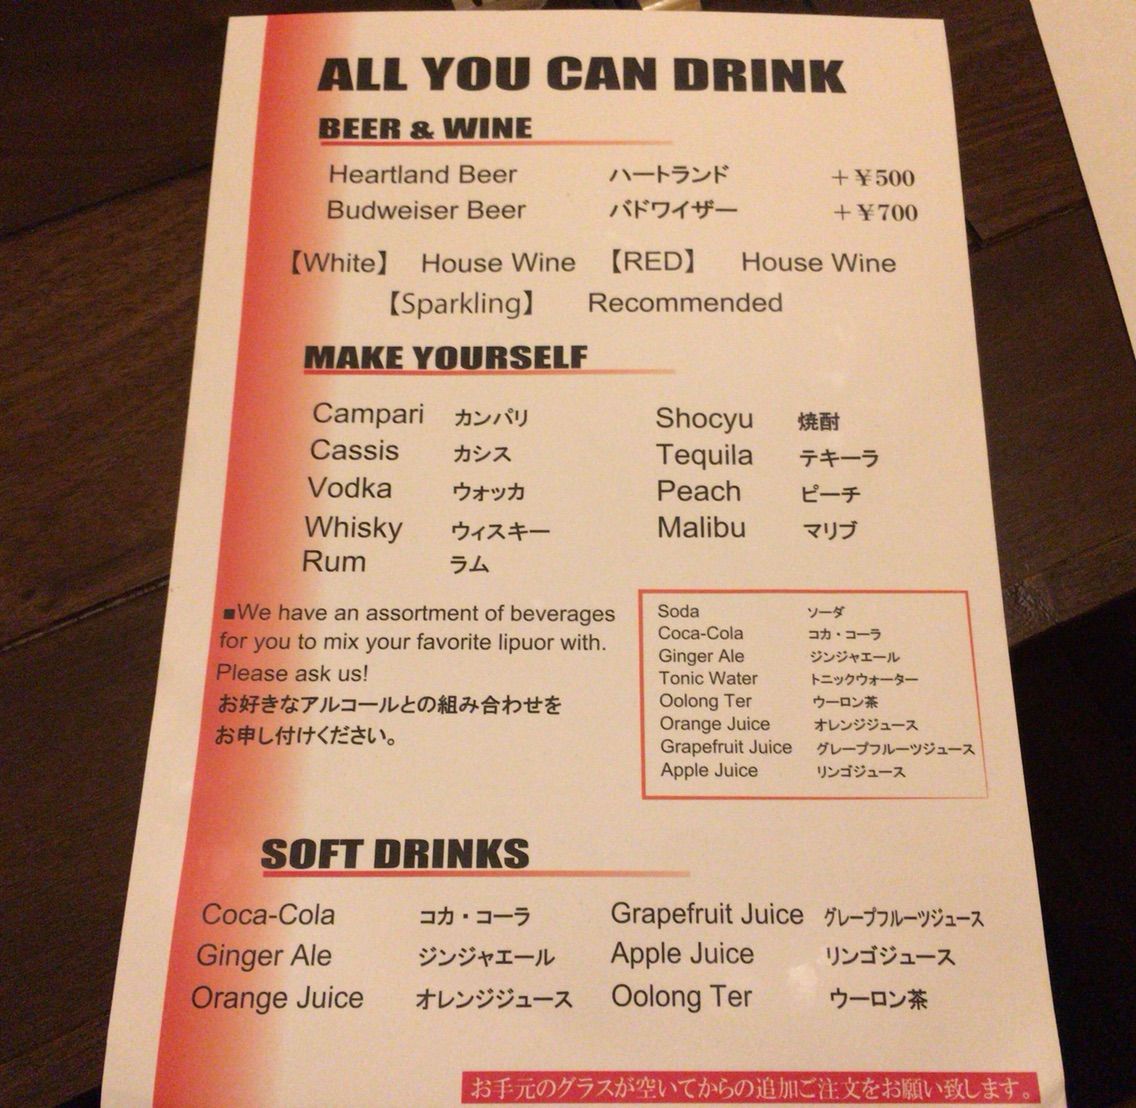 ALL YOU CAN DRINK
BEER & WINE
Heartland Beer ハートランド +¥500
Budweiser Beer バドワイザー +¥700
【White】 House Wine 【RED】 House Wine
【Sparkling】 Recommended
MAKE YOURSELF
Campari カンパリ Shocyu 焼酎
Cassis カシス Tequila テキーラ
Vodka ウォッカ Peach ピーチ
Whisky ウィスキー Malibu マリブ
Rum ラム
■We have an assortment of beverages
for you to mix your favorite lipuor with.
Please ask us!
お好きなアルコールとの組み合わせを
お申し付けください。
Soda ソーダ
Coca-Cola コカ・コーラ
Ginger Ale ジンジャエール
Tonic Water トニックウォーター
Oolong Ter ウーロン茶
Orange Juice オレンジジュース
Grapefruit Juice グレープフルーツジュース
Apple Juice リンゴジュース
SOFT DRINKS
Coca-Cola コカ・コーラ Grapefruit Juice グレープフルーツジュース
Ginger Ale ジンジャエール Apple Juice リンゴジュース
Orange Juice オレンジジュース Oolong Ter ウーロン茶
お手元のグラスが空いてからの追加ご注文をお願い致します。